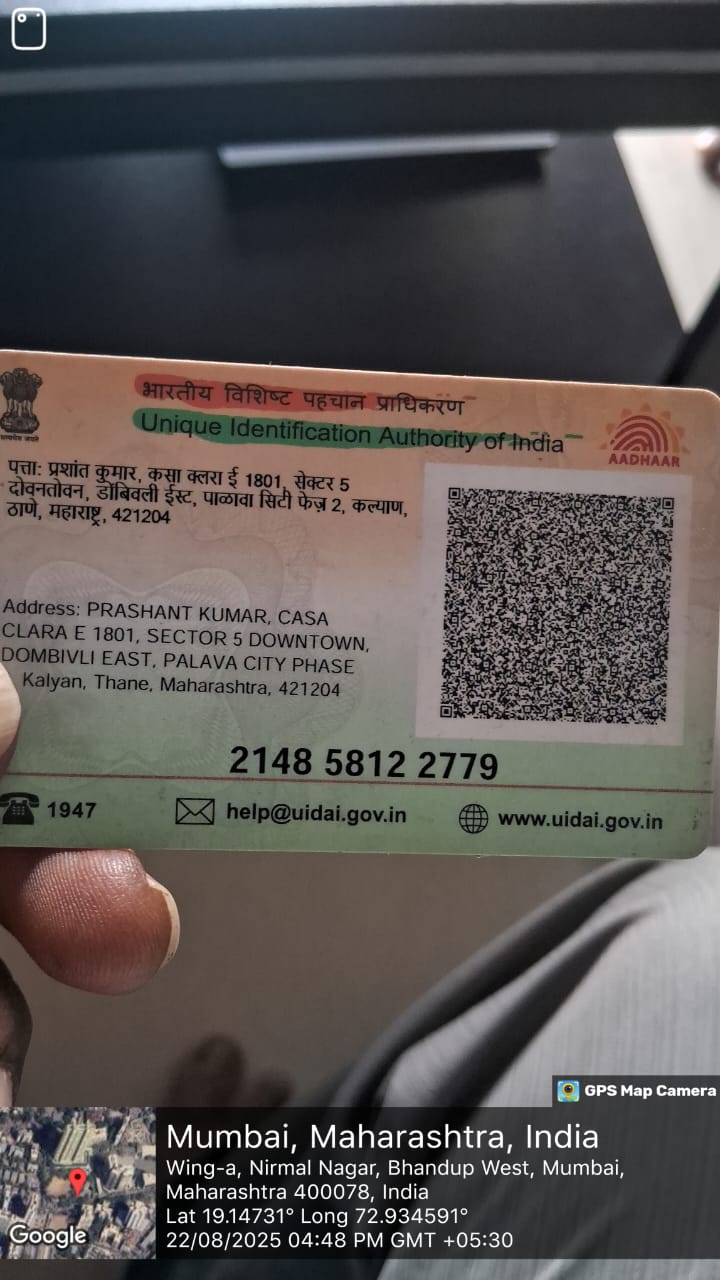 भारतीय विशिष्ट पहचान प्राधिकरण
Unique Identification Authority of India
AADHAAR
पत्ता: प्रशांत कुमार, कसा क्लरा ई 1801, सेक्टर 5
दोवनतोवन, डोंबिवली ईस्ट, पाळावा सिटी फेज़ 2, कल्याण,
ठाणे, महाराष्ट्र, 421204
Address: PRASHANT KUMAR, CASA
CLARA E 1801, SECTOR 5 DOWNTOWN,
DOMBIVLI EAST, PALAVA CITY PHASE
Kalyan, Thane, Maharashtra, 421204
2148 5812 2779
1947
help@uidai.gov.in
www.uidai.gov.in
GPS Map Camera
Mumbai, Maharashtra, India
Wing-a, Nirmal Nagar, Bhandup West, Mumbai,
Maharashtra 400078, India
Lat 19.14731° Long 72.934591°
22/08/2025 04:48 PM GMT +05:30
Google